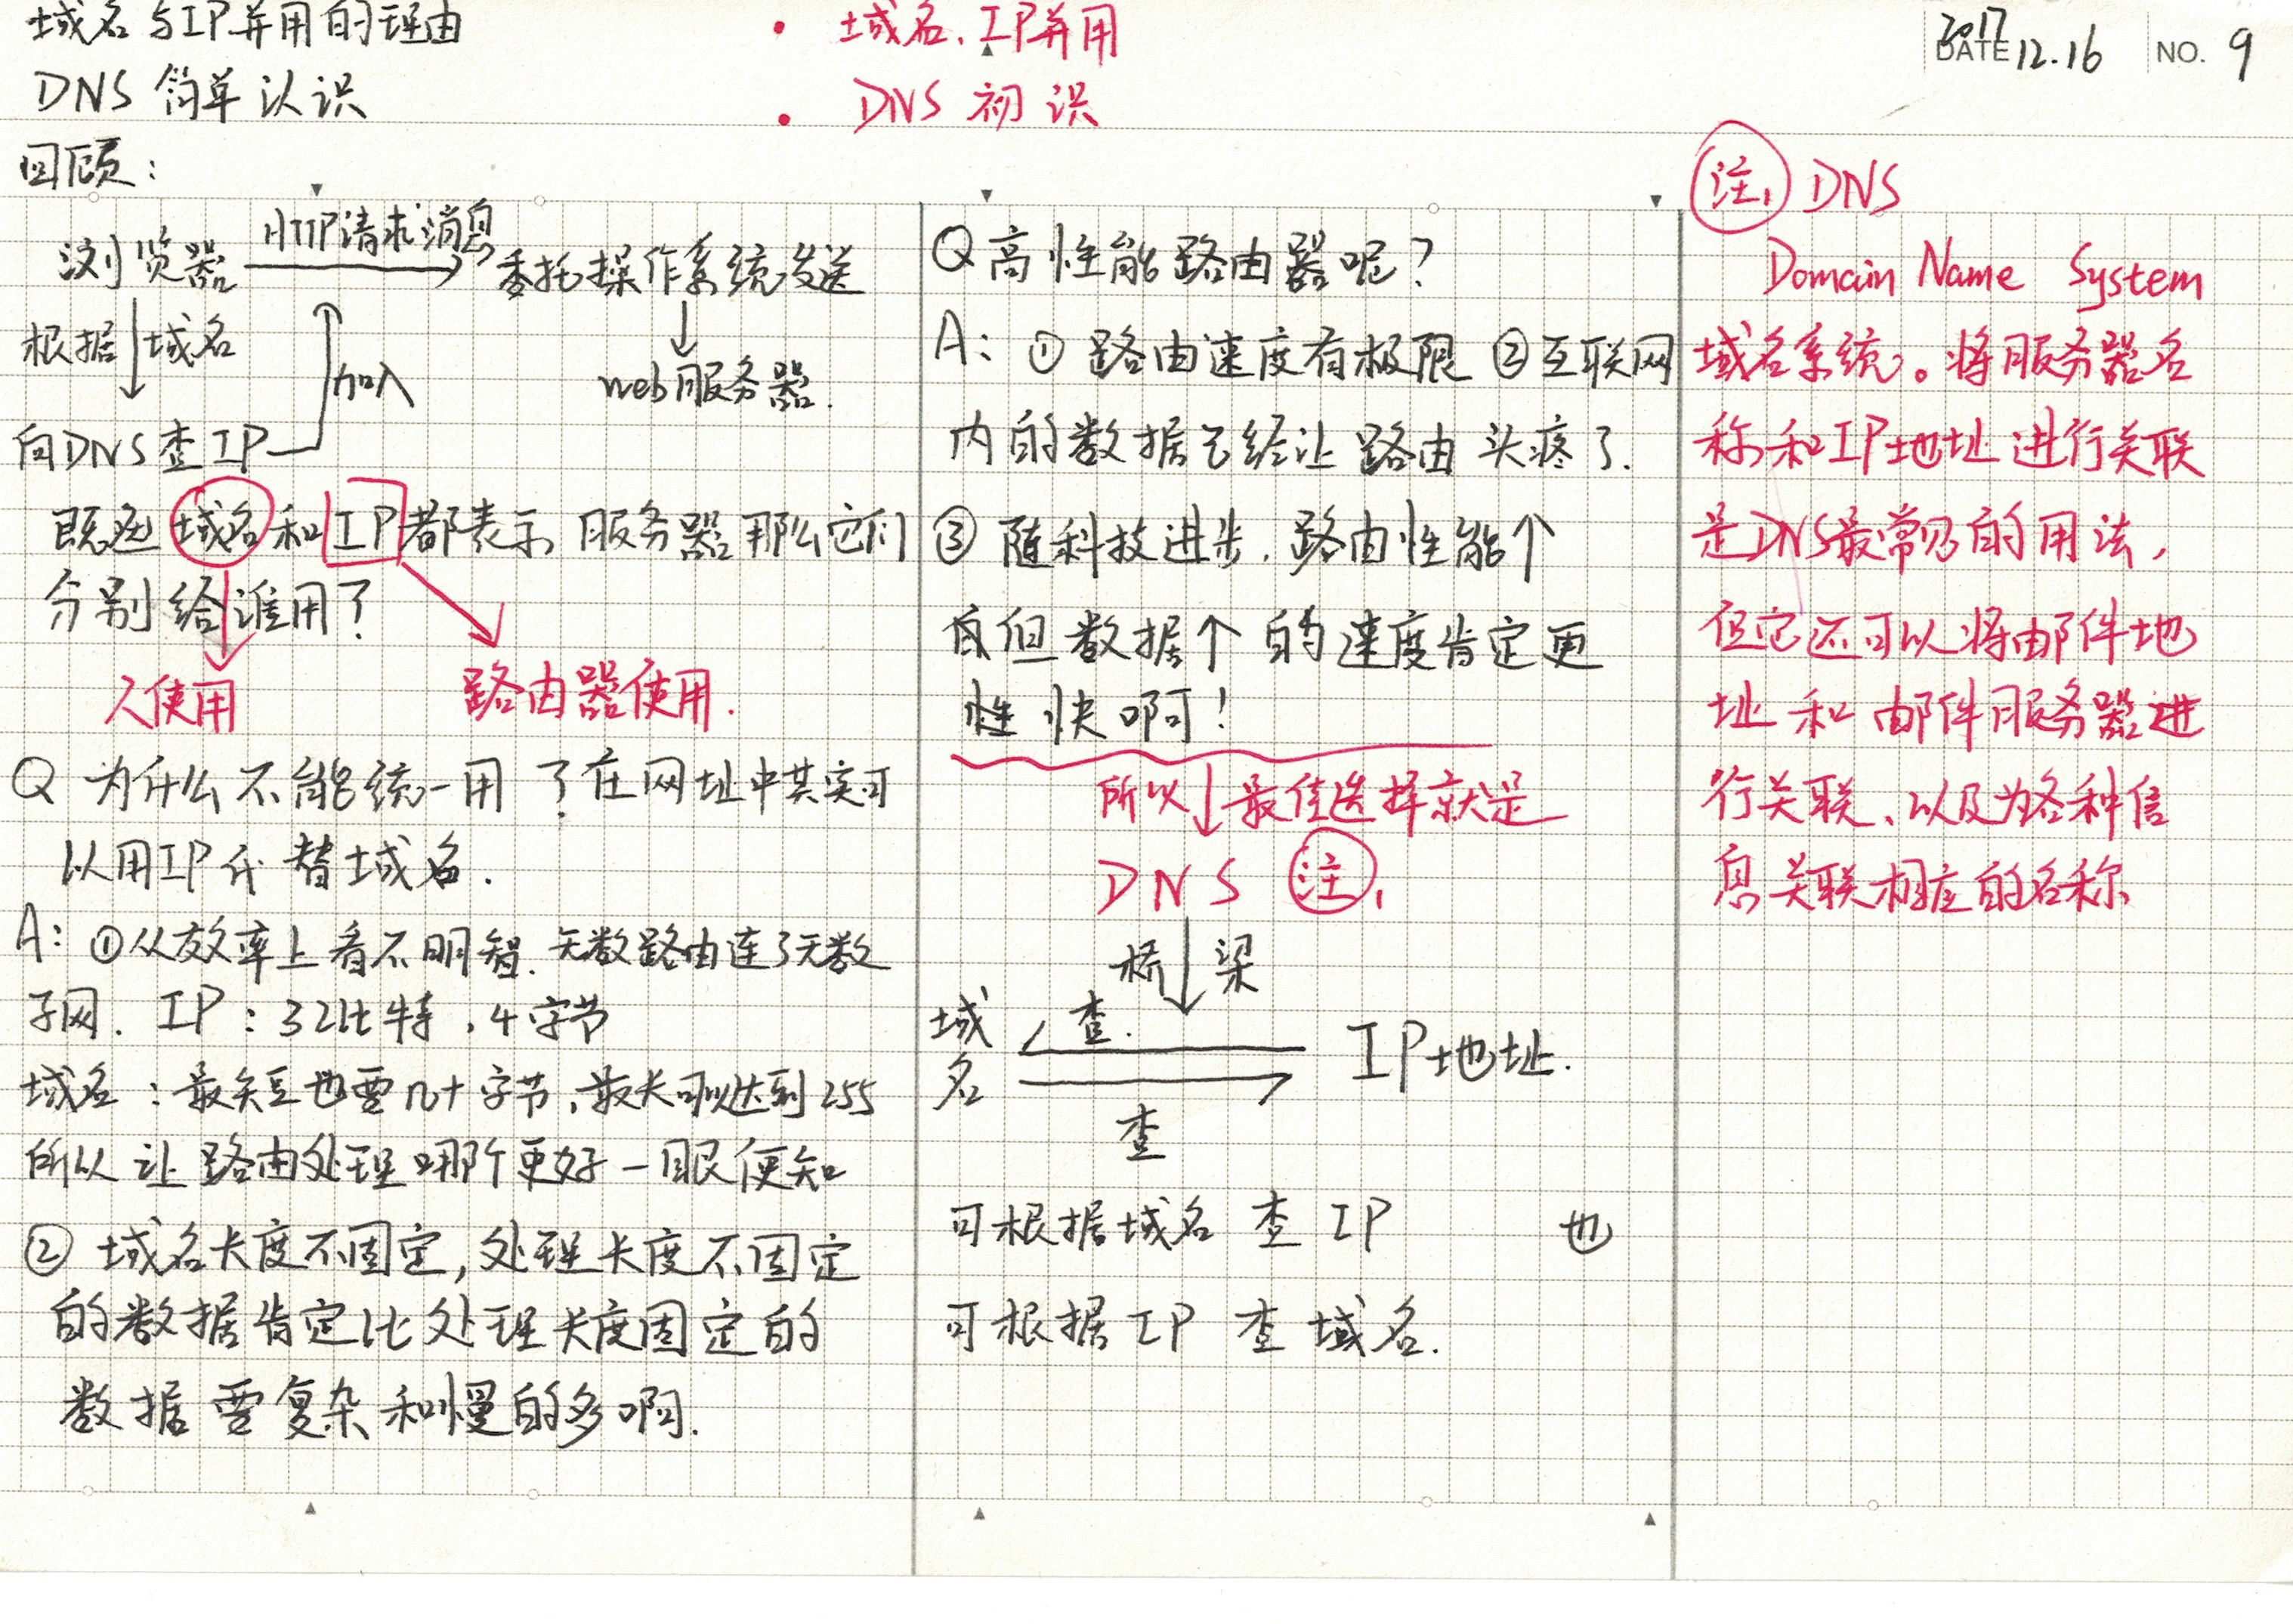 域名与IP并用的理由
DNS 简单认识
• 域名、IP并用
• DNS 初识
2017
DATE 12.16 NO. 9
回顾:
浏览器 HTTP请求消息 委托操作系统发送
根据 域名 加入 web服务器.
向DNS查IP
既然域名和IP都表示 服务器那么它们
分别给谁用?
人使用 路由器使用.
Q 为什么不能统一用?在网址中其实可
以用IP代替域名.
A: ①从效率上看不明智. 无数路由连了无数
子网. IP: 32比特, 4字节
域名: 最短也要几十字节, 最长可以达到255
所以让路由处理哪个更好一眼便知
② 域名长度不固定, 处理长度不固定
的数据肯定比处理长度固定的
数据要复杂和慢的多啊.
Q 高性能路由器呢?
A: ① 路由速度有极限 ②互联网
内的数据已经让路由头疼了.
③ 随科技进步, 路由性能个
但数据个的速度肯定更
快啊!
所以 最佳选择就是
DNS 注1
桥 梁
域名 查. IP地址.
查
可根据域名查IP 也
可根据IP查域名.
注1 DNS
Domain Name System
域名系统。将服务器名
称和IP地址进行关联
是DNS最常见的用法,
但它还可以将邮件地
址和邮件服务器进
行关联、以及为各种信
息关联相应的名称